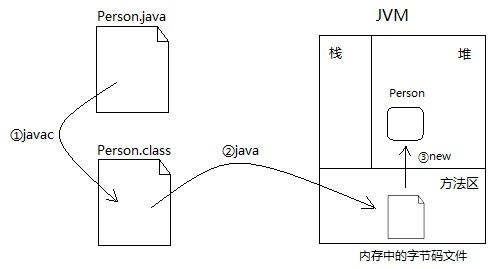 Person.java
JVM
栈
堆
Person
①javac
Person.class
②java
③new
方法区
内存中的字节码文件